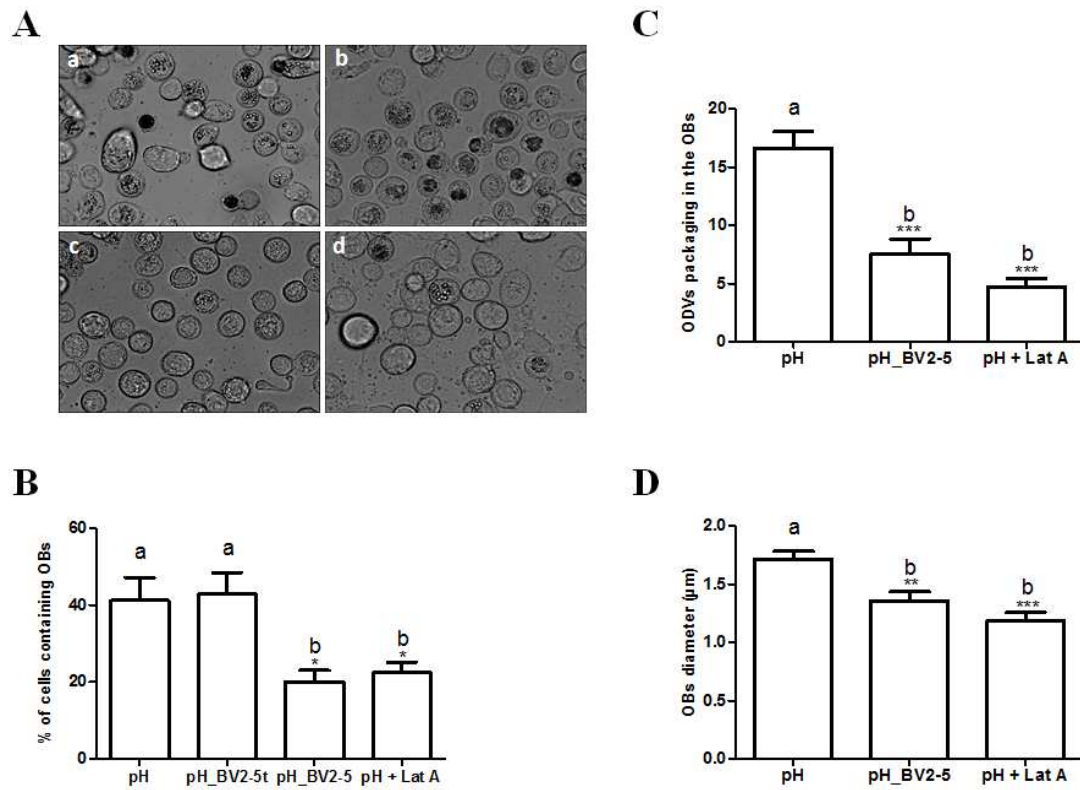 A
a
b
c
d
B
% of cells containing OBs
60
40
20
0
a
a
b
*
b
*
pH
pH_BV2-5t
pH_BV2-5
pH + Lat A
C
ODVs packaging in the OBs
20
15
10
5
0
a
b
***
b
***
pH
pH_BV2-5
pH + Lat A
D
OBs diameter (µm)
2.0
1.5
1.0
0.5
0.0
a
b
**
b
***
pH
pH_BV2-5
pH + Lat A